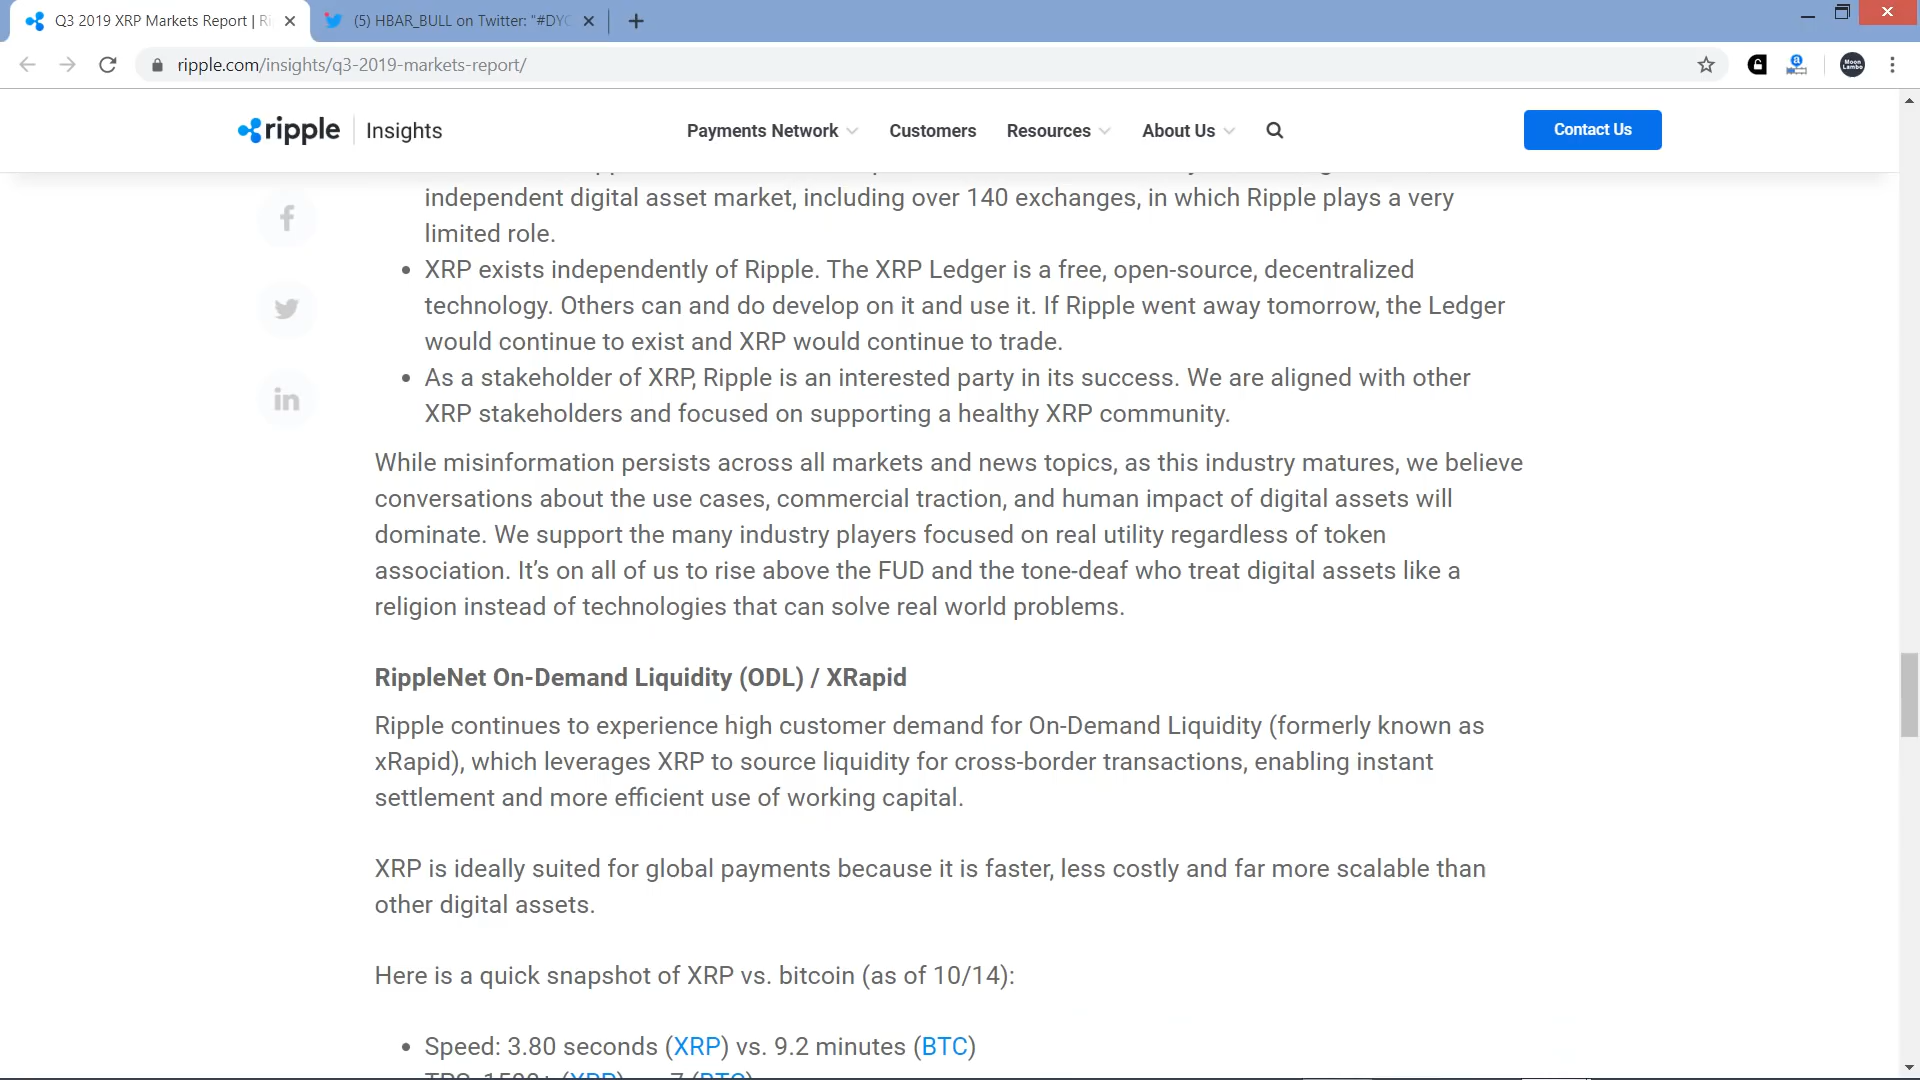 Q3 2019 XRP Markets Report | Ri
(5) HBAR_BULL on Twitter: "#DYO
ripple.com/insights/q3-2019-markets-report/
ripple Insights
Payments Network
Customers
Resources
About Us
Contact Us
independent digital asset market, including over 140 exchanges, in which Ripple plays a very
limited role.
• XRP exists independently of Ripple. The XRP Ledger is a free, open-source, decentralized
technology. Others can and do develop on it and use it. If Ripple went away tomorrow, the Ledger
would continue to exist and XRP would continue to trade.
• As a stakeholder of XRP, Ripple is an interested party in its success. We are aligned with other
XRP stakeholders and focused on supporting a healthy XRP community.
While misinformation persists across all markets and news topics, as this industry matures, we believe
conversations about the use cases, commercial traction, and human impact of digital assets will
dominate. We support the many industry players focused on real utility regardless of token
association. It’s on all of us to rise above the FUD and the tone-deaf who treat digital assets like a
religion instead of technologies that can solve real world problems.
RippleNet On-Demand Liquidity (ODL) / XRapid
Ripple continues to experience high customer demand for On-Demand Liquidity (formerly known as
xRapid), which leverages XRP to source liquidity for cross-border transactions, enabling instant
settlement and more efficient use of working capital.
XRP is ideally suited for global payments because it is faster, less costly and far more scalable than
other digital assets.
Here is a quick snapshot of XRP vs. bitcoin (as of 10/14):
• Speed: 3.80 seconds (XRP) vs. 9.2 minutes (BTC)